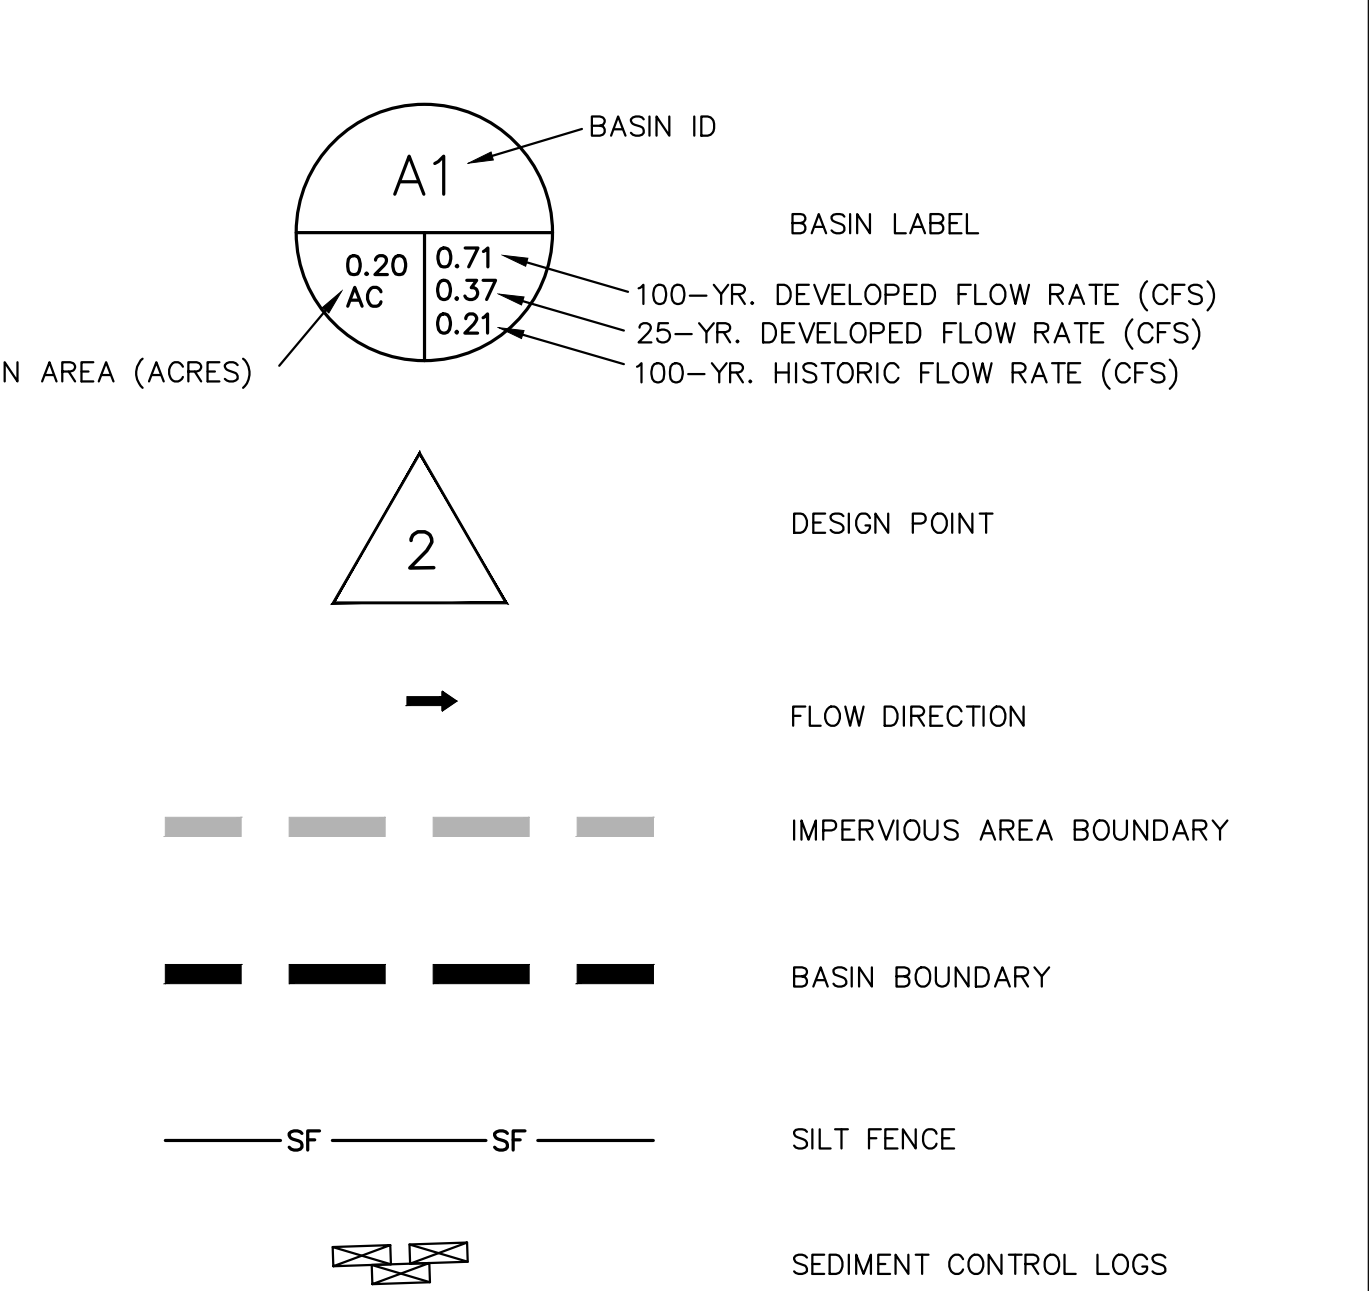 BASIN ID
A1
BASIN LABEL
0.20
AC
0.71
0.37
0.21
100-YR. DEVELOPED FLOW RATE (CFS)
25-YR. DEVELOPED FLOW RATE (CFS)
100-YR. HISTORIC FLOW RATE (CFS)
N AREA (ACRES)
2
DESIGN POINT
FLOW DIRECTION
IMPERVIOUS AREA BOUNDARY
BASIN BOUNDARY
SF SF
SILT FENCE
SEDIMENT CONTROL LOGS